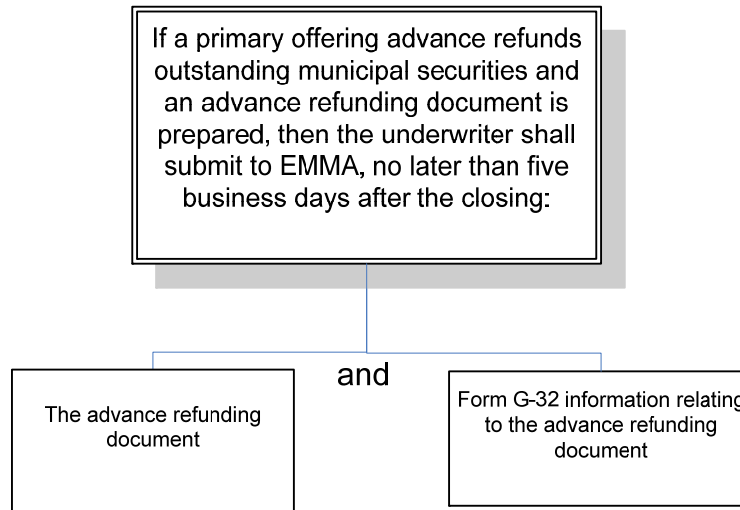 If a primary offering advance refunds
outstanding municipal securities and
an advance refunding document is
prepared, then the underwriter shall
submit to EMMA, no later than five
business days after the closing:
and
The advance refunding
document
Form G-32 information relating
to the advance refunding
document